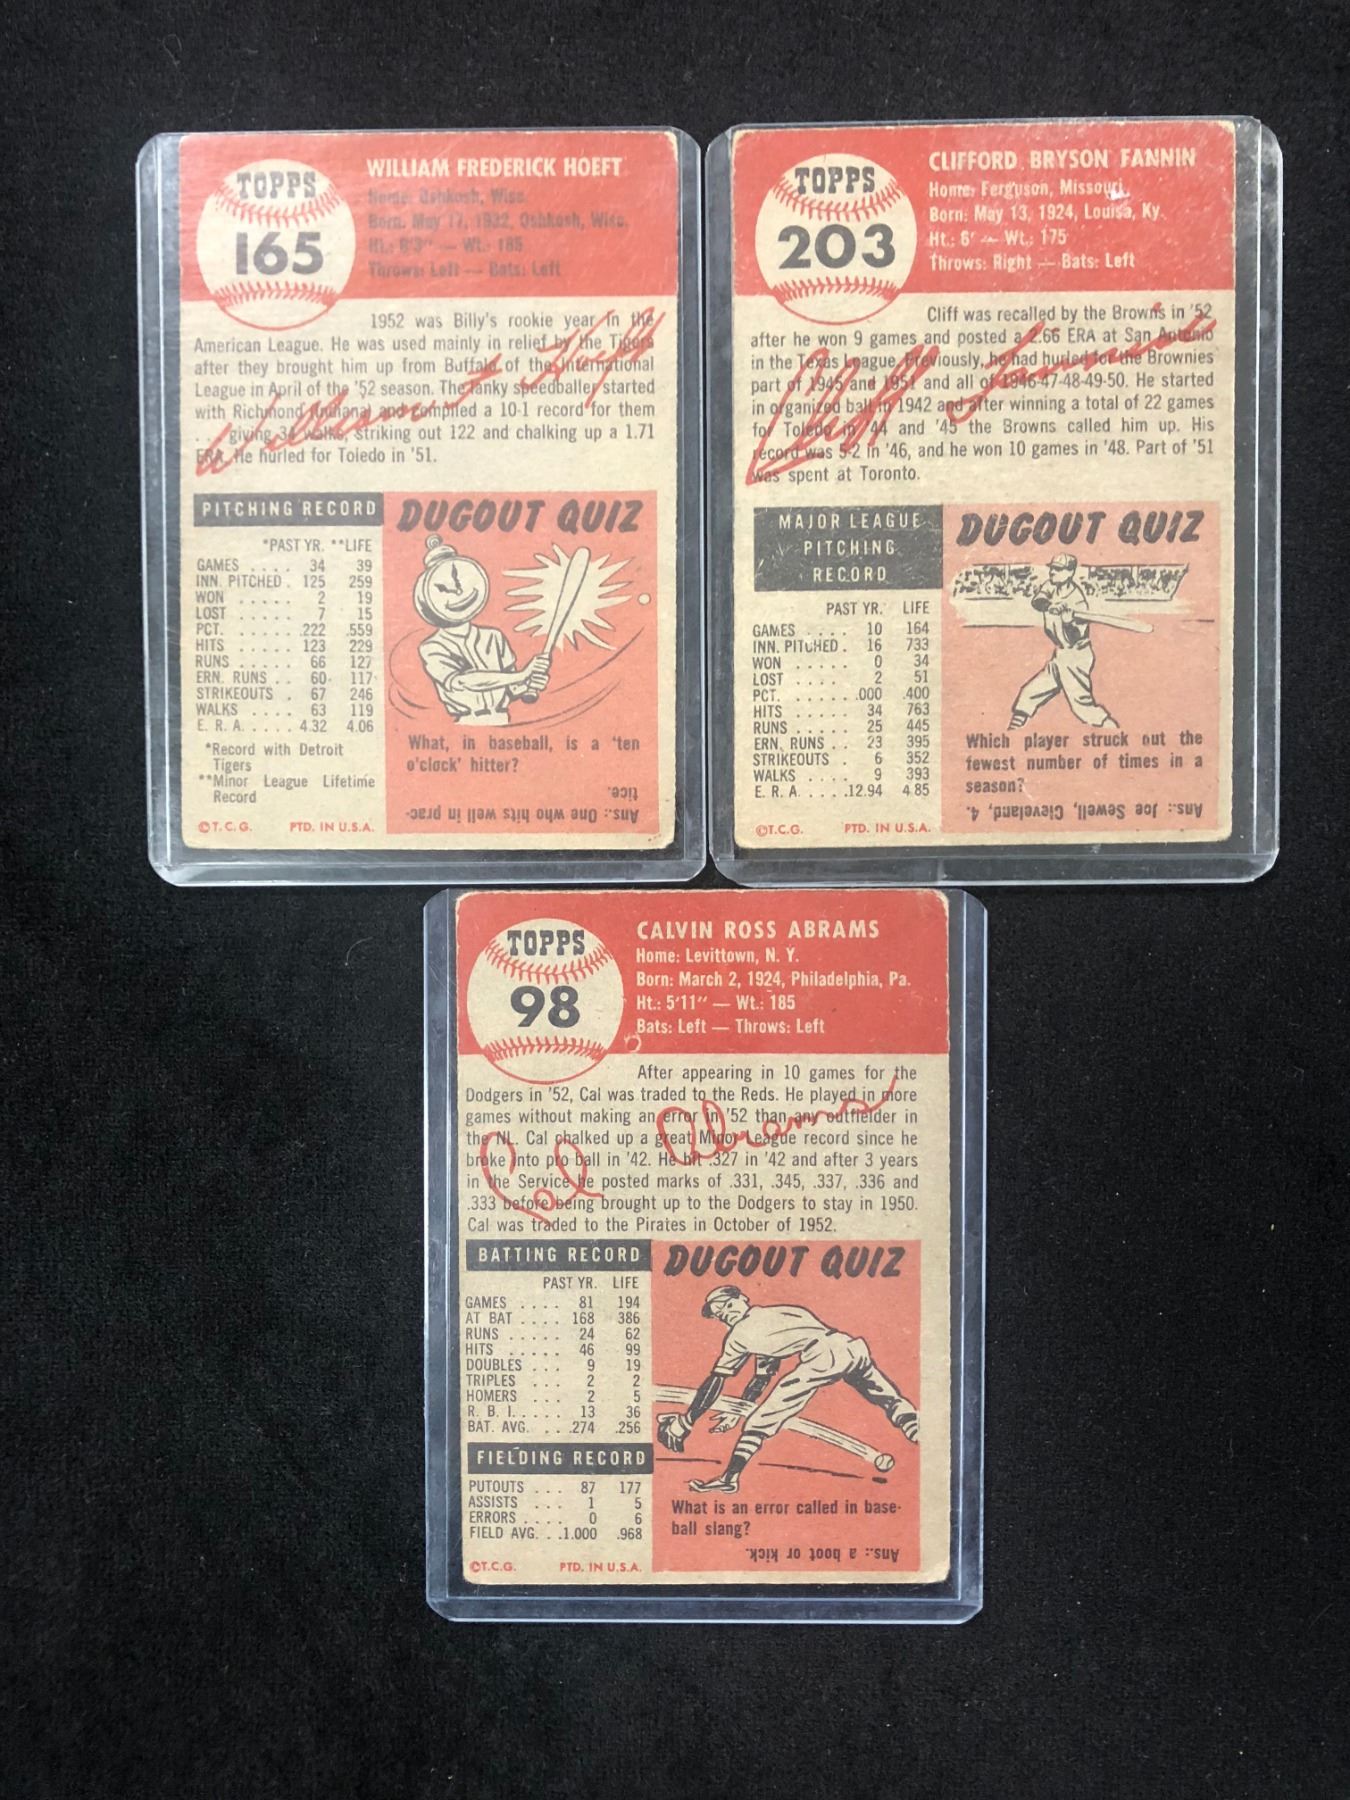 TOPPS
165
WILLIAM FREDERICK HOEFT
Home: Oshkosh, Wisc.
Born: May 17, 1932, Oshkosh, Wisc.
Ht.: 6'3" — Wt.: 185
Throws: Left — Bats: Left
1952 was Billy's rookie year in the
American League. He was used mainly in relief by the Tigers
after they brought him up from Buffalo of the International
League in April of the '52 season. The lanky speedballer started
with Richmond (Indiana) and compiled a 10-1 record for them
. . . giving 34 walks, striking out 122 and chalking up a 1.71
ERA. He hurled for Toledo in '51.
William Hoeft
PITCHING RECORD
*PAST YR. **LIFE
GAMES . . . . 34 39
INN. PITCHED . 125 259
WON . . . . . 2 19
LOST . . . . . 7 15
PCT. . . . . . .222 .559
HITS . . . . . 123 229
RUNS . . . . . 66 127
ERN. RUNS . . 60 117
STRIKEOUTS . 67 246
WALKS . . . . 63 119
E. R. A. . . . . 4.32 4.06
*Record with Detroit
Tigers
**Minor League Lifetime
Record
©T.C.G. PTD. IN U.S.A.
DUGOUT QUIZ
What, in baseball, is a 'ten
o'clock' hitter?
Ans.: One who hits well in prac-
tice.
TOPPS
203
CLIFFORD BRYSON FANNIN
Home: Ferguson, Missouri
Born: May 13, 1924, Louisa, Ky.
Ht.: 6' — Wt.: 175
Throws: Right — Bats: Left
Cliff was recalled by the Browns in '52
after he won 9 games and posted a 2.66 ERA at San Antonio
in the Texas League. Previously, he had hurled for the Brownies
part of 1945 and 1951 and all of 1946-47-48-49-50. He started
in organized ball in 1942 and after winning a total of 22 games
for Toledo in '44 and '45 the Browns called him up. His
record was 5-2 in '46, and he won 10 games in '48. Part of '51
was spent at Toronto.
Cliff Fannin
MAJOR LEAGUE
PITCHING
RECORD
PAST YR. LIFE
GAMES . . . . 10 164
INN. PITCHED . 16 733
WON . . . . . 0 34
LOST . . . . . 2 51
PCT. . . . . . .000 .400
HITS . . . . . 34 763
RUNS . . . . . 25 445
ERN. RUNS . . 23 395
STRIKEOUTS . . 6 352
WALKS . . . . 9 393
E. R. A. . . . .12.94 4.85
©T.C.G. PTD. IN U.S.A.
DUGOUT QUIZ
Which player struck out the
fewest number of times in a
season?
Ans.: Joe Sewell, Cleveland, 4.
TOPPS
98
CALVIN ROSS ABRAMS
Home: Levittown, N. Y.
Born: March 2, 1924, Philadelphia, Pa.
Ht.: 5'11" — Wt.: 185
Bats: Left — Throws: Left
After appearing in 10 games for the
Dodgers in '52, Cal was traded to the Reds. He played in more
games without making an error in '52 than any outfielder in
the NL. Cal chalked up a great Minor League record since he
broke into pro ball in '42. He hit .327 in '42 and after 3 years
in the Service he posted marks of .331, .345, .337, .336 and
.333 before being brought up to the Dodgers to stay in 1950.
Cal was traded to the Pirates in October of 1952.
Cal Abrams
BATTING RECORD
PAST YR. LIFE
GAMES . . . . 81 194
AT BAT . . . . 168 386
RUNS . . . . . 24 62
HITS . . . . . 46 99
DOUBLES . . . 9 19
TRIPLES . . . 2 2
HOMERS . . . 2 5
R. B. I. . . . . . 13 36
BAT. AVG. . . .274 .256
FIELDING RECORD
PUTOUTS . . . 87 177
ASSISTS . . . 1 5
ERRORS . . . . 0 6
FIELD AVG. . .1.000 .968
©T.C.G. PTD. IN U.S.A.
DUGOUT QUIZ
What is an error called in base-
ball slang?
Ans.: a boot or kick.